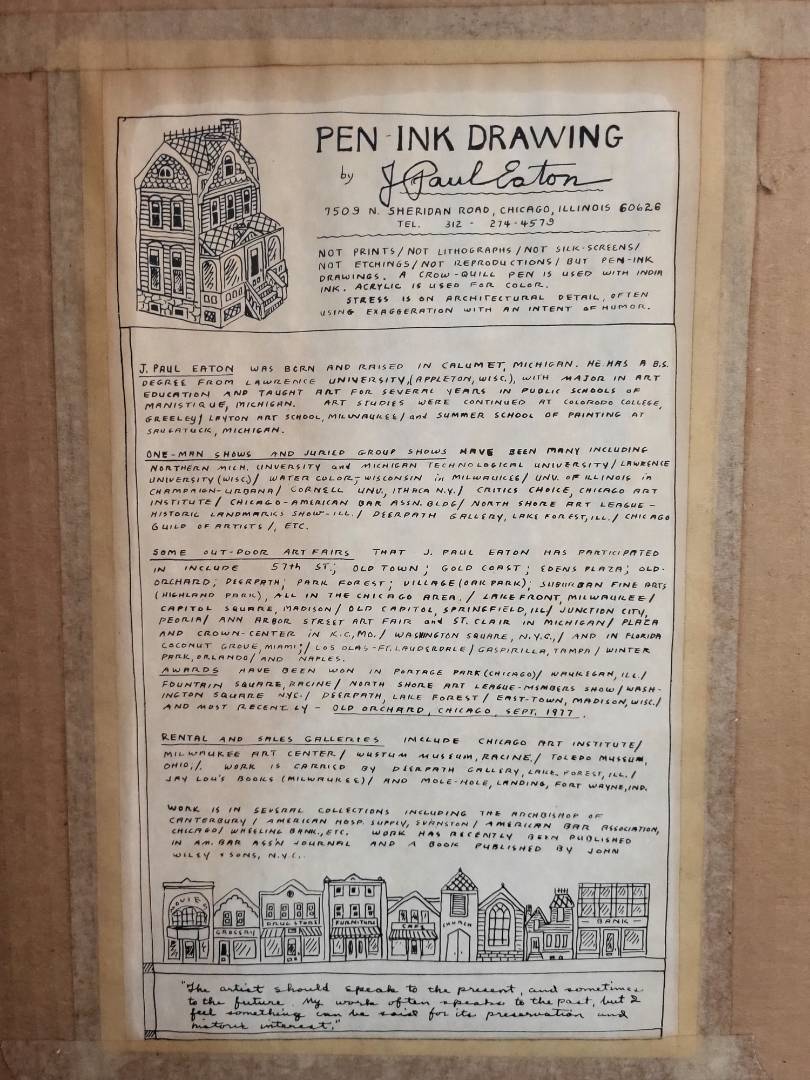 PEN-INK DRAWING
by J Paul Eaton
7509 N. SHERIDAN ROAD, CHICAGO, ILLINOIS 60626
TEL. 312 - 274-4579
NOT PRINTS/NOT LITHOGRAPHS/NOT SILK-SCREENS/
NOT ETCHINGS/NOT REPRODUCTIONS/ BUT PEN-INK
DRAWINGS. A CROW-QUILL PEN IS USED WITH INDIA
INK. ACRYLIC IS USED FOR COLOR.
STRESS IS ON ARCHITECTURAL DETAIL, OFTEN
USING EXAGGERATION WITH AN INTENT OF HUMOR.
J. PAUL EATON WAS BORN AND RAISED IN CALUMET, MICHIGAN. HE HAS A B.S.
DEGREE FROM LAWRENCE UNIVERSITY,(APPLETON, WISC.), WITH MAJOR IN ART
EDUCATION AND TAUGHT ART FOR SEVERAL YEARS IN PUBLIC SCHOOLS OF
MANISTIQUE, MICHIGAN. ART STUDIES WERE CONTINUED AT COLORODO COLLEGE,
GREELEY/ LAYTON ART SCHOOL, MILWAUKEE/ and SUMMER SCHOOL OF PAINTING AT
SAUGATUCK, MICHIGAN.
ONE-MAN SHOWS AND JURIED GROUP SHOWS HAVE BEEN MANY INCLUDING
NORTHERN MICH. UNVERSITY and MICHIGAN TECHNOLOGICAL UNIVERSITY/ LAWRENCE
UNIVERSITY (WISC.)/ WATER COLOR-WISCONSIN in MILWAUKEE/ UNV. OF ILLINOIS in
CHAMPAIGN-URBANA/ CORNELL UNV., ITHACA N.Y./ CRITICS CHOICE, CHICAGO ART
INSTITUTE/ CHICAGO-AMERICAN BAR ASSN. BLDG/ NORTH SHORE ART LEAGUE-
HISTORIC LANDMARKS SHOW-ILL./ DEERPATH GALLERY, LAKE FOREST, ILL./ CHICAGO
GUILD OF ARTISTS/, ETC.
SOME OUT-DOOR ART FAIRS THAT J. PAUL EATON HAS PARTICIPATED
IN INCLUDE 57th ST.; OLD TOWN; GOLD COAST; EDENS PLAZA; OLD-
ORCHARD; DEERPATH; PARK FOREST; VILLAGE (OAK PARK); SUBURBAN FINE ARTS
(HIGHLAND PARK), ALL IN THE CHICAGO AREA./ LAKEFRONT, MILWAUKEE/
CAPITOL SQUARE, MADISON/ OLD CAPITOL, SPRINGFIELD, ILL/ JUNCTION CITY,
PEORIA/ ANN ARBOR STREET ART FAIR and ST. CLAIR IN MICHIGAN/ PLAZA
AND CROWN-CENTER IN K.C., MO./ WASHINGTON SQUARE, N.Y.C./ AND IN FLORIDA
COCONUT GROVE, MIAMI;/ LOS OLAS-FT. LAUDERDALE/ GASPIRILLA, TAMPA/ WINTER
PARK, ORLANDO/ AND NAPLES.
AWARDS HAVE BEEN WON IN PORTAGE PARK (CHICAGO)/ WAUKEGAN, ILL./
FOUNTAIN SQUARE, RACINE/ NORTH SHORE ART LEAGUE-MEMBERS SHOW/ WASH-
INGTON SQUARE NYC./ DEERPATH, LAKE FOREST/ EAST-TOWN, MADISON, WISC./
AND MOST RECENTLY - OLD ORCHARD, CHICAGO, SEPT. 1977.
RENTAL AND SALES GALLERIES INCLUDE CHICAGO ART INSTITUTE/
MILWAUKEE ART CENTER/ WUSTUM MUSEUM, RACINE./ TOLEDO MUSEUM,
OHIO;/. WORK IS CARRIED BY DEERPATH GALLERY, LAKE FOREST, ILL./
JAY LOU'S BOOKS (MILWAUKEE)/ AND MOLE-HOLE, LANDING, FORT WAYNE, IND.
WORK IS IN SEVERAL COLLECTIONS INCLUDING THE ARCHBISHOP OF
CANTERBURY / AMERICAN HOSP. SUPPLY, EVANSTON / AMERICAN BAR ASSOCIATION,
CHICAGO/ WHEELING BANK., ETC. WORK HAS RECENTLY BEEN PUBLISHED
IN AM. BAR ASS'N JOURNAL AND A BOOK PUBLISHED BY JOHN
WILEY & SONS, N.Y.C.
MOVIES
GROCERY
DRUG STORE
FURNITURE
CAFE
CHURCH
BANK
"The artist should speak to the present, and sometimes
to the future. My work often speaks to the past, but I
feel something can be said for its preservation and
historic interest."